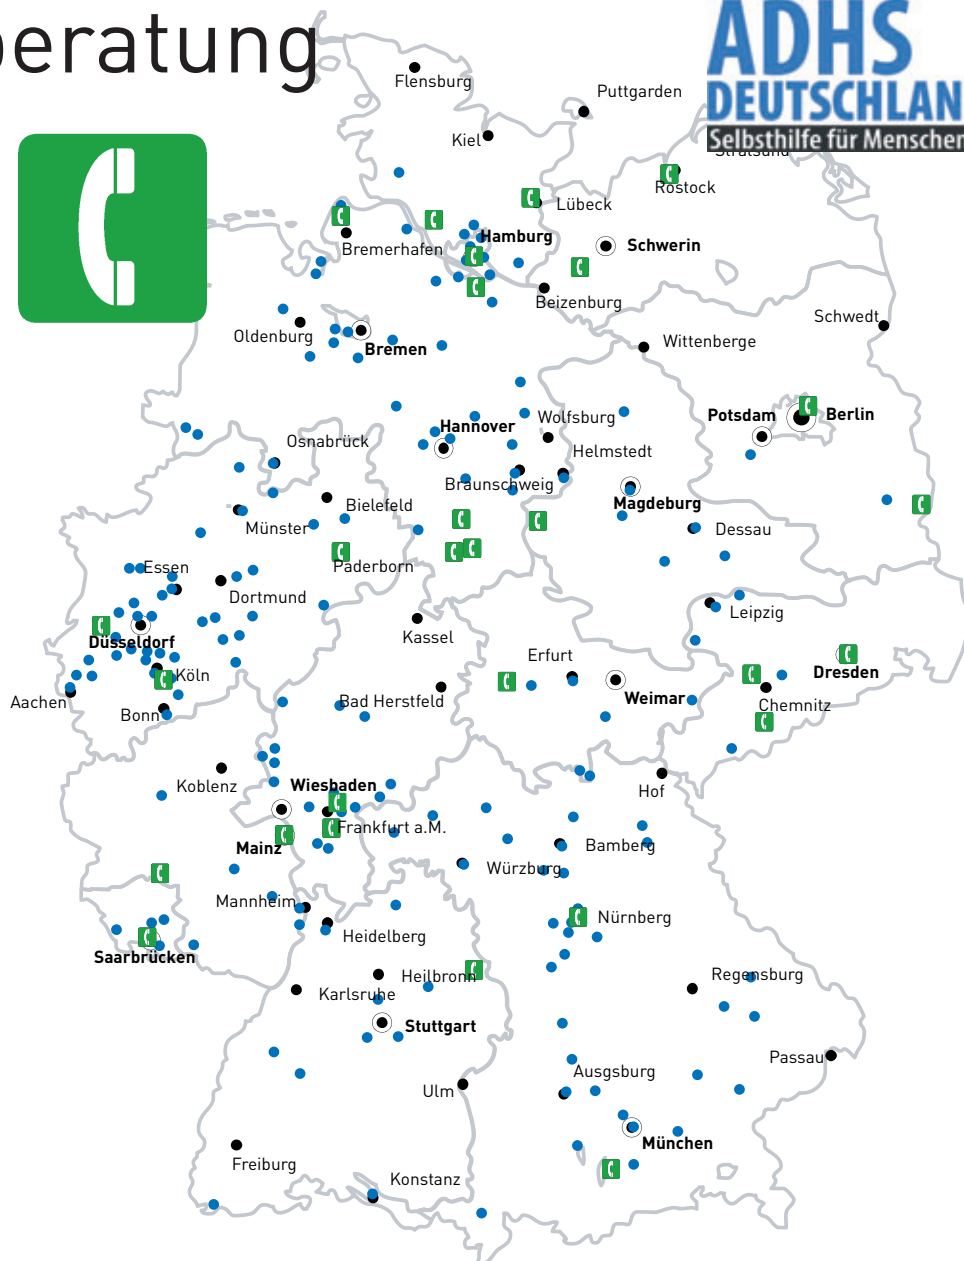 beratung
ADHS
DEUTSCHLAN
Selbsthilfe für Menschen
Flensburg
Puttgarden
Kiel
Stralsund
Rostock
Lübeck
Hamburg
Schwerin
Bremerhafen
Beizenburg
Schwedt
Oldenburg
Bremen
Wittenberge
Potsdam
Berlin
Wolfsburg
Hannover
Osnabrück
Helmstedt
Braunschweig
Magdeburg
Bielefeld
Münster
Dessau
Paderborn
Essen
Dortmund
Leipzig
Düsseldorf
Kassel
Erfurt
Dresden
Köln
Weimar
Aachen
Bad Herstfeld
Chemnitz
Bonn
Koblenz
Wiesbaden
Hof
Frankfurt a.M.
Mainz
Bamberg
Würzburg
Mannheim
Nürnberg
Heidelberg
Saarbrücken
Heilbronn
Regensburg
Karlsruhe
Stuttgart
Passau
Ausgsburg
Ulm
München
Freiburg
Konstanz